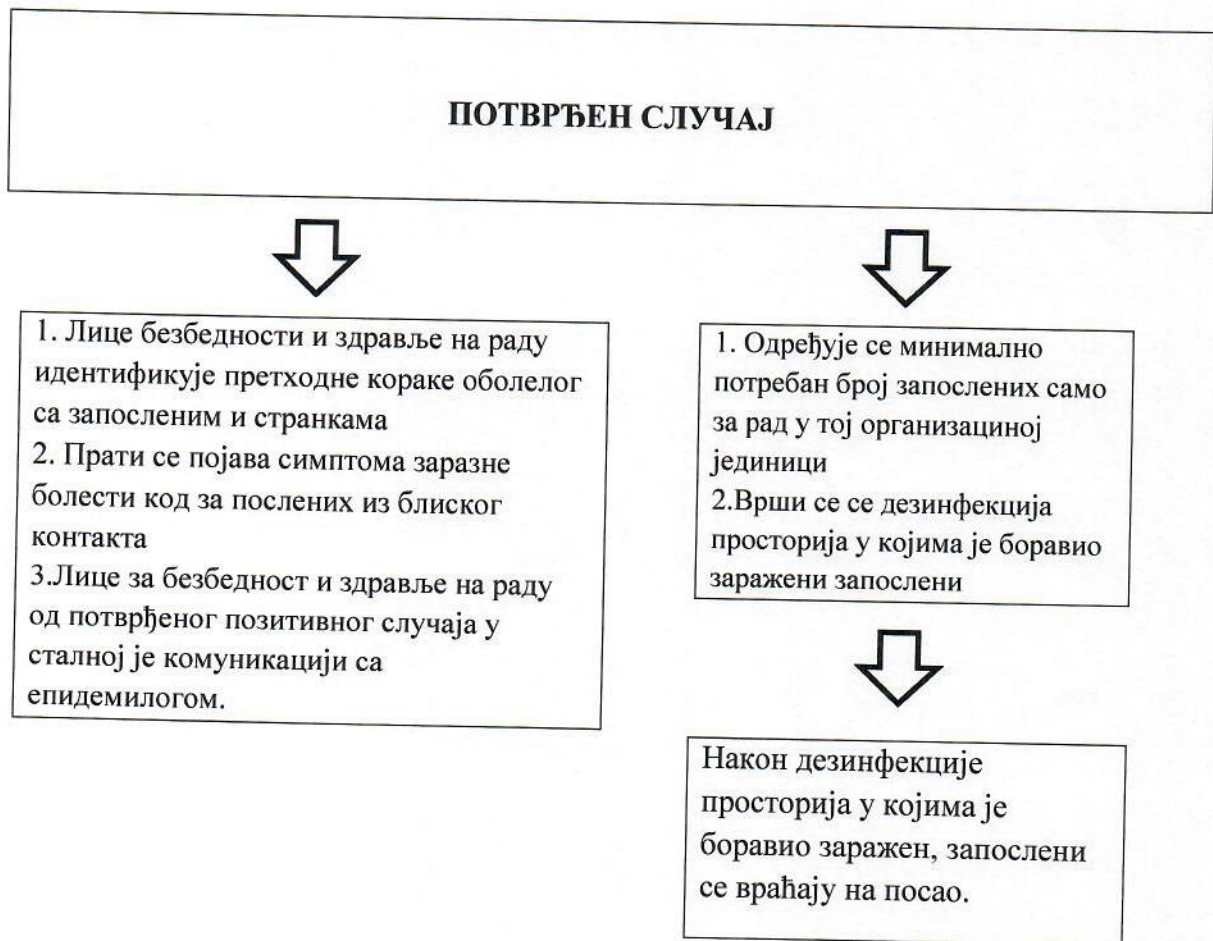 ПОТВРЂЕН СЛУЧАЈ
1. Лице безбедности и здравље на раду
идентификује претходне кораке оболелог
са запосленим и странкама
2. Прати се појава симптома заразне
болести код за послених из блиског
контакта
3.Лице за безбедност и здравље на раду
од потврђеног позитивног случаја у
сталној је комуникацији са
епидемилогом.
1. Одређује се минимално
потребан број запослених само
за рад у тој организациној
јединици
2.Врши се се дезинфекција
просторија у којима је боравио
заражени запослени
Након дезинфекције
просторија у којима је
боравио заражен, запослени
се враћају на посао.